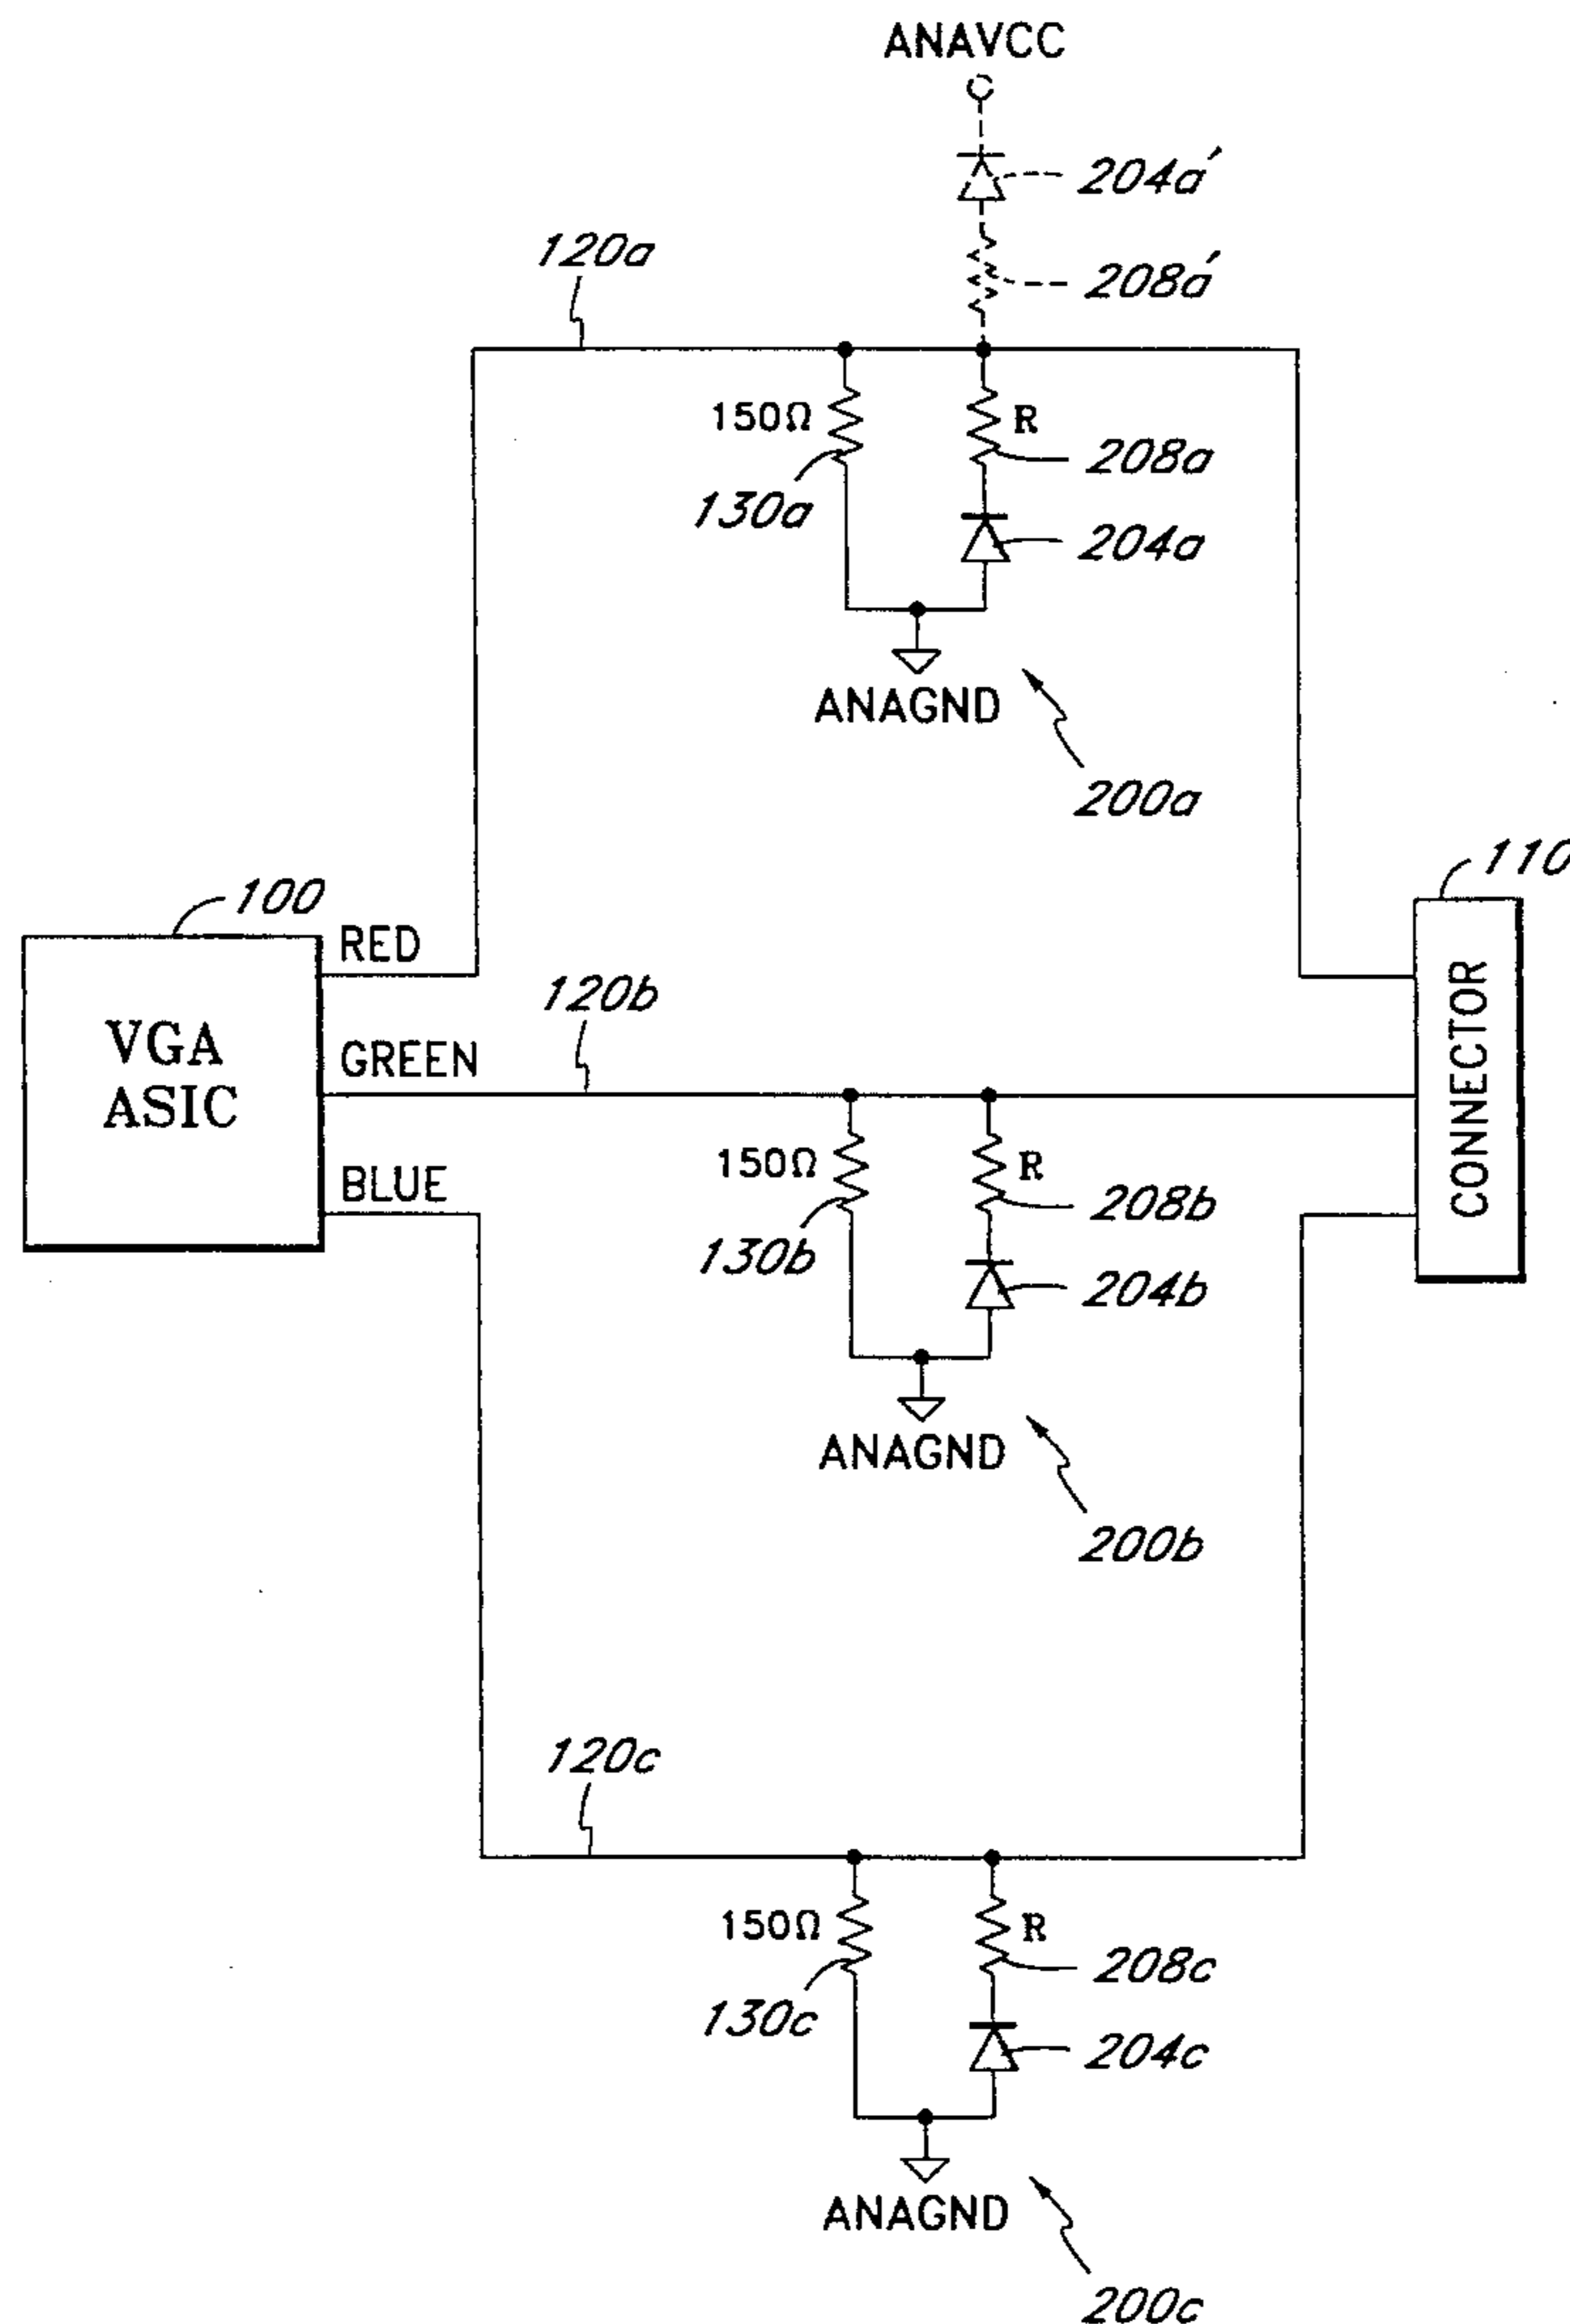 ANAVCC
204a′
208a′
120a
150Ω
R
208a
130a
204a
ANAGND
200a
110
100
RED
120b
VGA
ASIC
GREEN
CONNECTOR
BLUE
150Ω
R
208b
130b
204b
ANAGND
200b
120c
150Ω
R
208c
130c
204c
ANAGND
200c